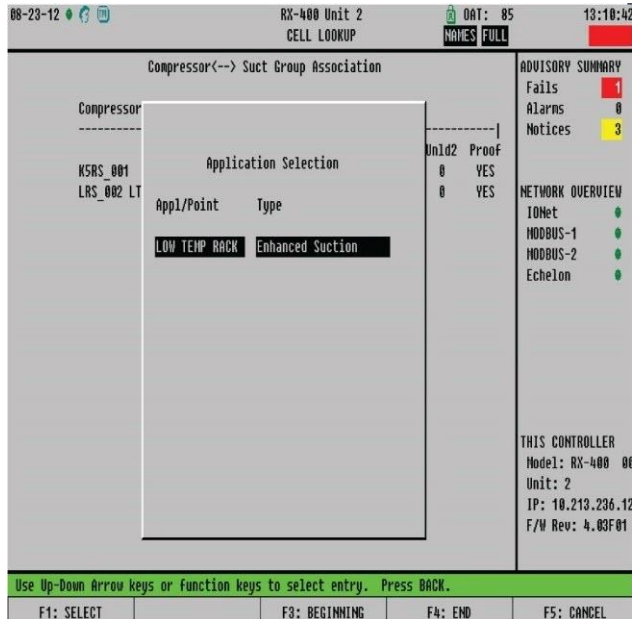 08-23-12 RX-400 Unit 2 OAT: 85 13:10:42
CELL LOOKUP NAMES FULL
Compressor<--> Suct Group Association
Compressor
Unld2 Proof
K5RS_001 0 YES
LRS_002 LT 0 YES
Application Selection
Appl/Point Type
LOW TEMP RACK Enhanced Suction
ADVISORY SUMMARY
Fails 1
Alarms 0
Notices 3
NETWORK OVERVIEW
IONet
MODBUS-1
MODBUS-2
Echelon
THIS CONTROLLER
Model: RX-400 00
Unit: 2
IP: 10.213.236.12
F/W Rev: 4.03F01
Use Up-Down Arrow keys or function keys to select entry. Press BACK.
F1: SELECT F3: BEGINNING F4: END F5: CANCEL